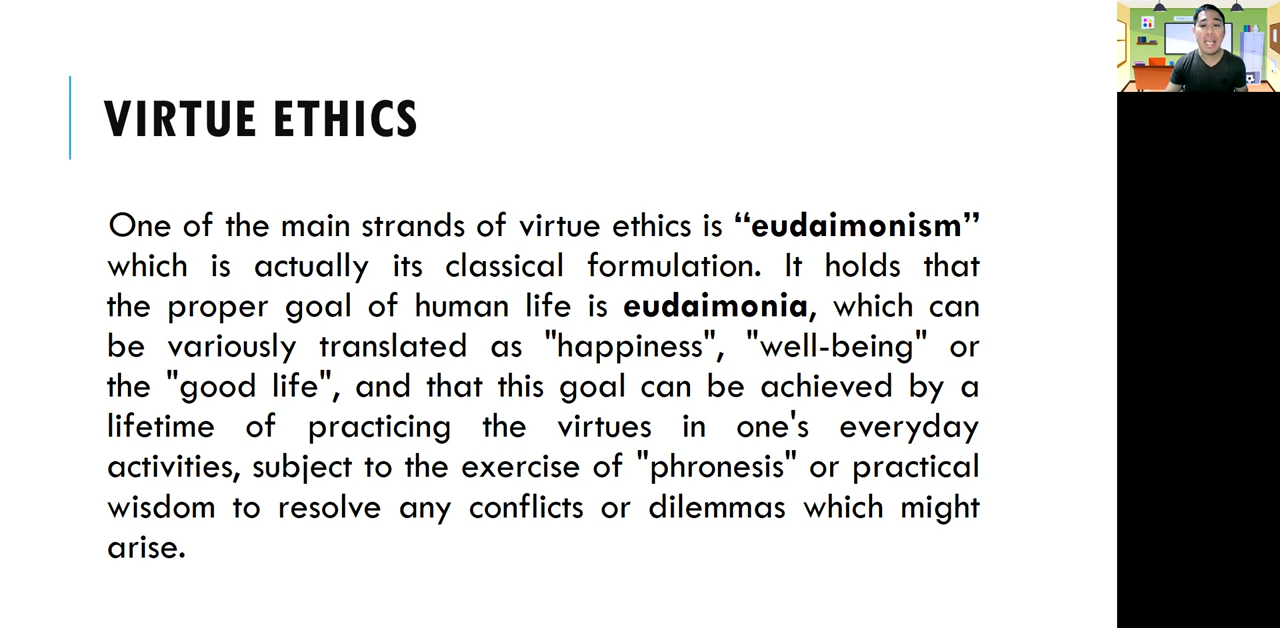 VIRTUE ETHICS
One of the main strands of virtue ethics is “eudaimonism”
which is actually its classical formulation. It holds that
the proper goal of human life is eudaimonia, which can
be variously translated as "happiness", "well-being" or
the "good life", and that this goal can be achieved by a
lifetime of practicing the virtues in one's everyday
activities, subject to the exercise of "phronesis" or practical
wisdom to resolve any conflicts or dilemmas which might
arise.